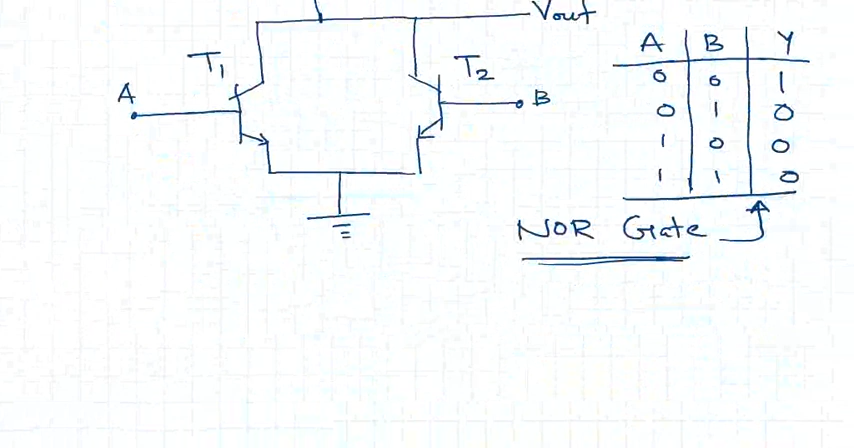 Vout
T1
T2
A
B
A B Y
0 0 1
0 1 0
1 0 0
1 1 0
NOR Gate